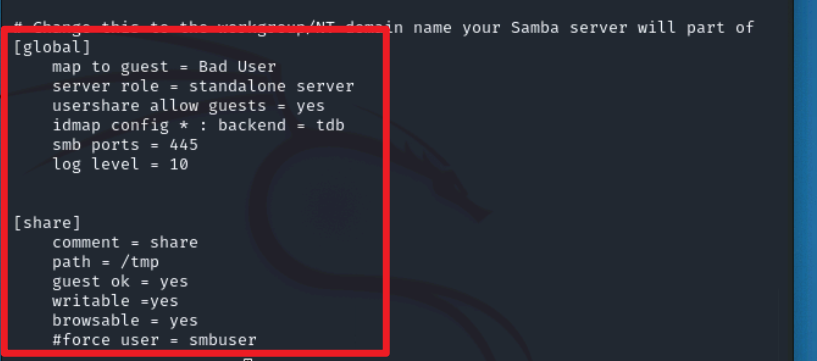 # Change this to the workgroup/NT domain name your Samba server will part of
[global]
map to guest = Bad User
server role = standalone server
usershare allow guests = yes
idmap config * : backend = tdb
smb ports = 445
log level = 10
[share]
comment = share
path = /tmp
guest ok = yes
writable =yes
browsable = yes
#force user = smbuser